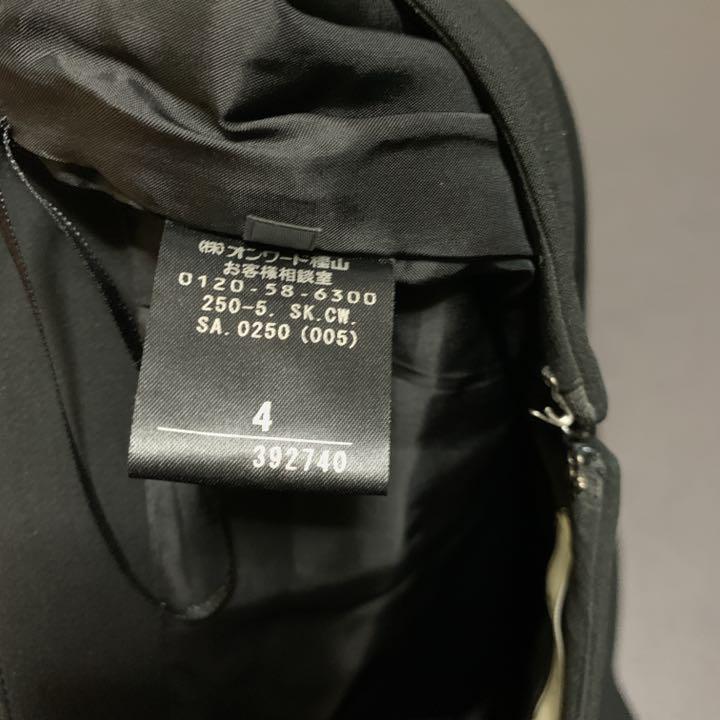 (株)オンワード樫山
お客様相談室
0120-58-6300
250-5. SK.CW.
SA.0250 (005)
4
392740